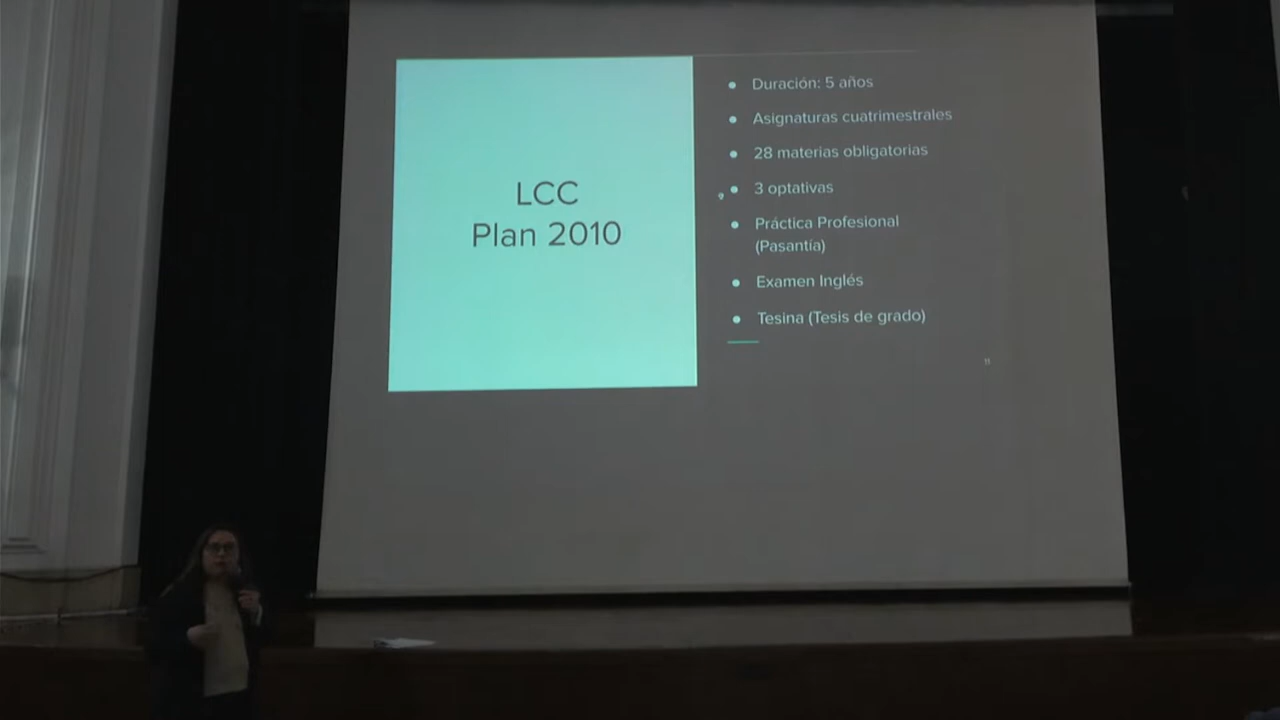 LCC
Plan 2010
Duración: 5 años
Asignaturas cuatrimestrales
28 materias obligatorias
3 optativas
Práctica Profesional
(Pasantía)
Examen Inglés
Tesina (Tesis de grado)
11